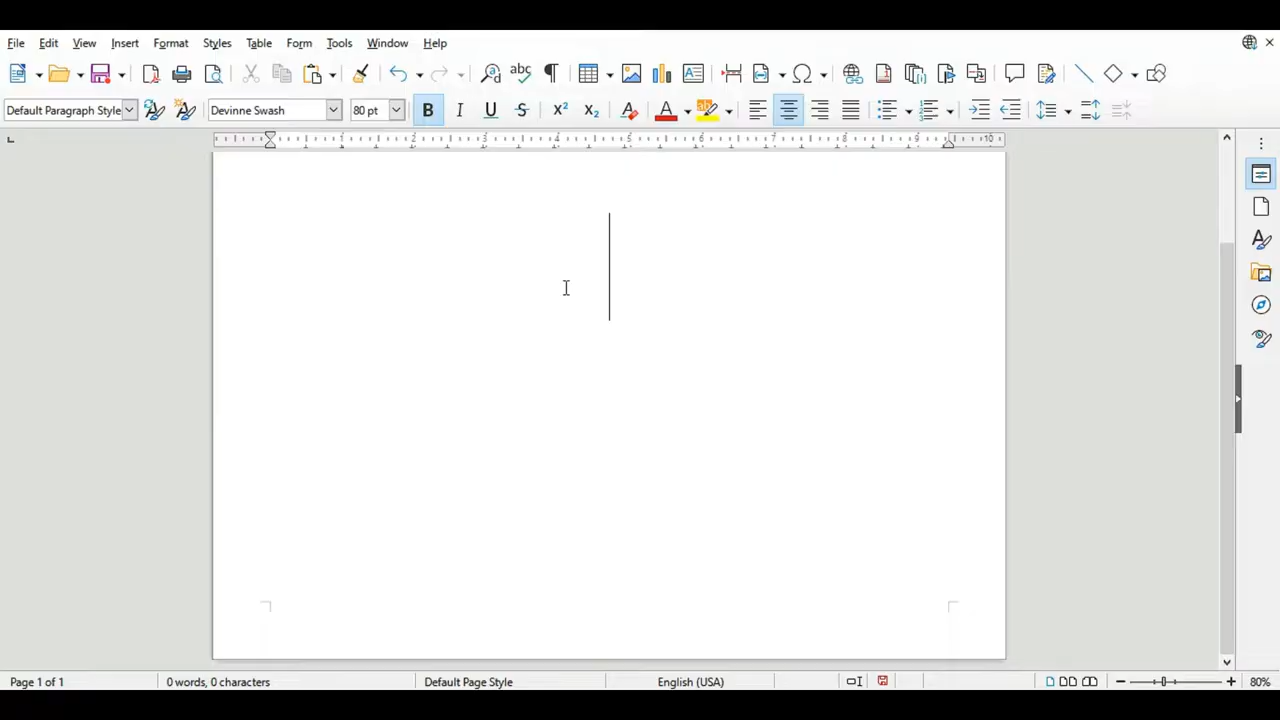 File Edit View Insert Format Styles Table Form Tools Window Help
Default Paragraph Style Devinne Swash 80 pt
Page 1 of 1 0 words, 0 characters Default Page Style English (USA) 80%